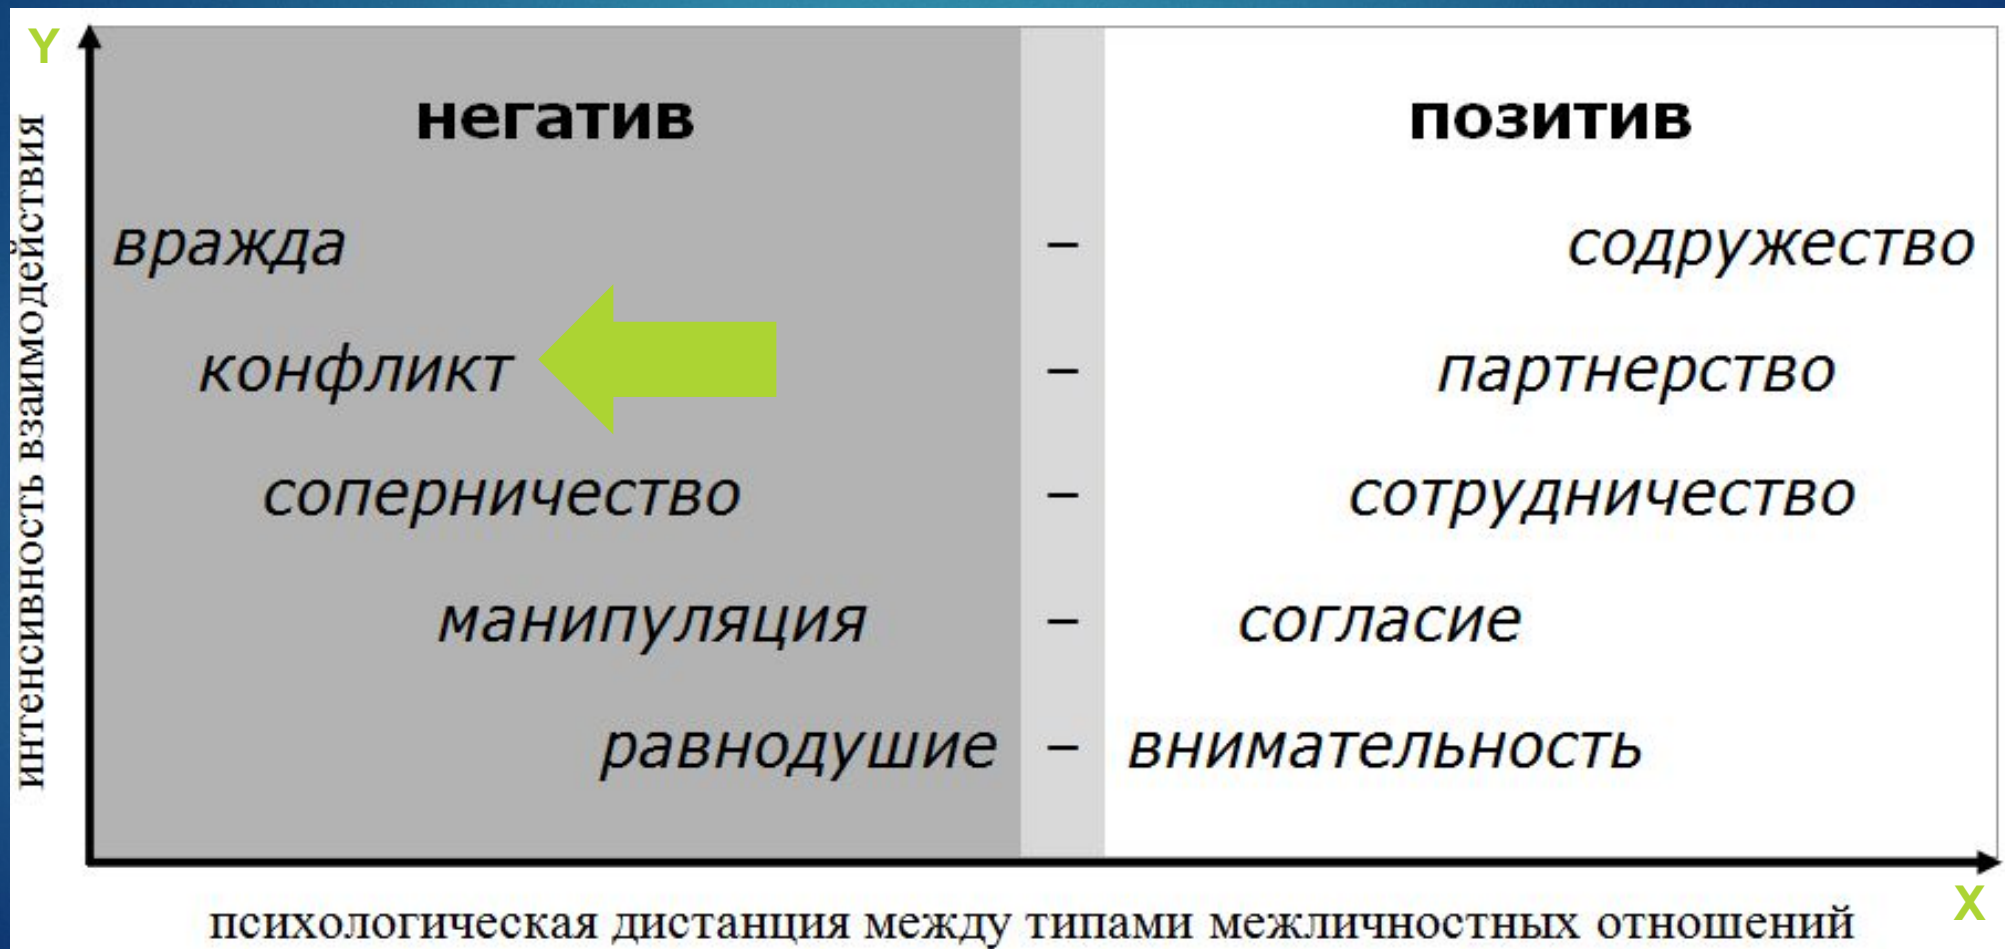 Y
интенсивность взаимодействия
негатив позитив
вражда – содружество
конфликт – партнерство
соперничество – сотрудничество
манипуляция – согласие
равнодушие – внимательность
X
психологическая дистанция между типами межличностных отношений